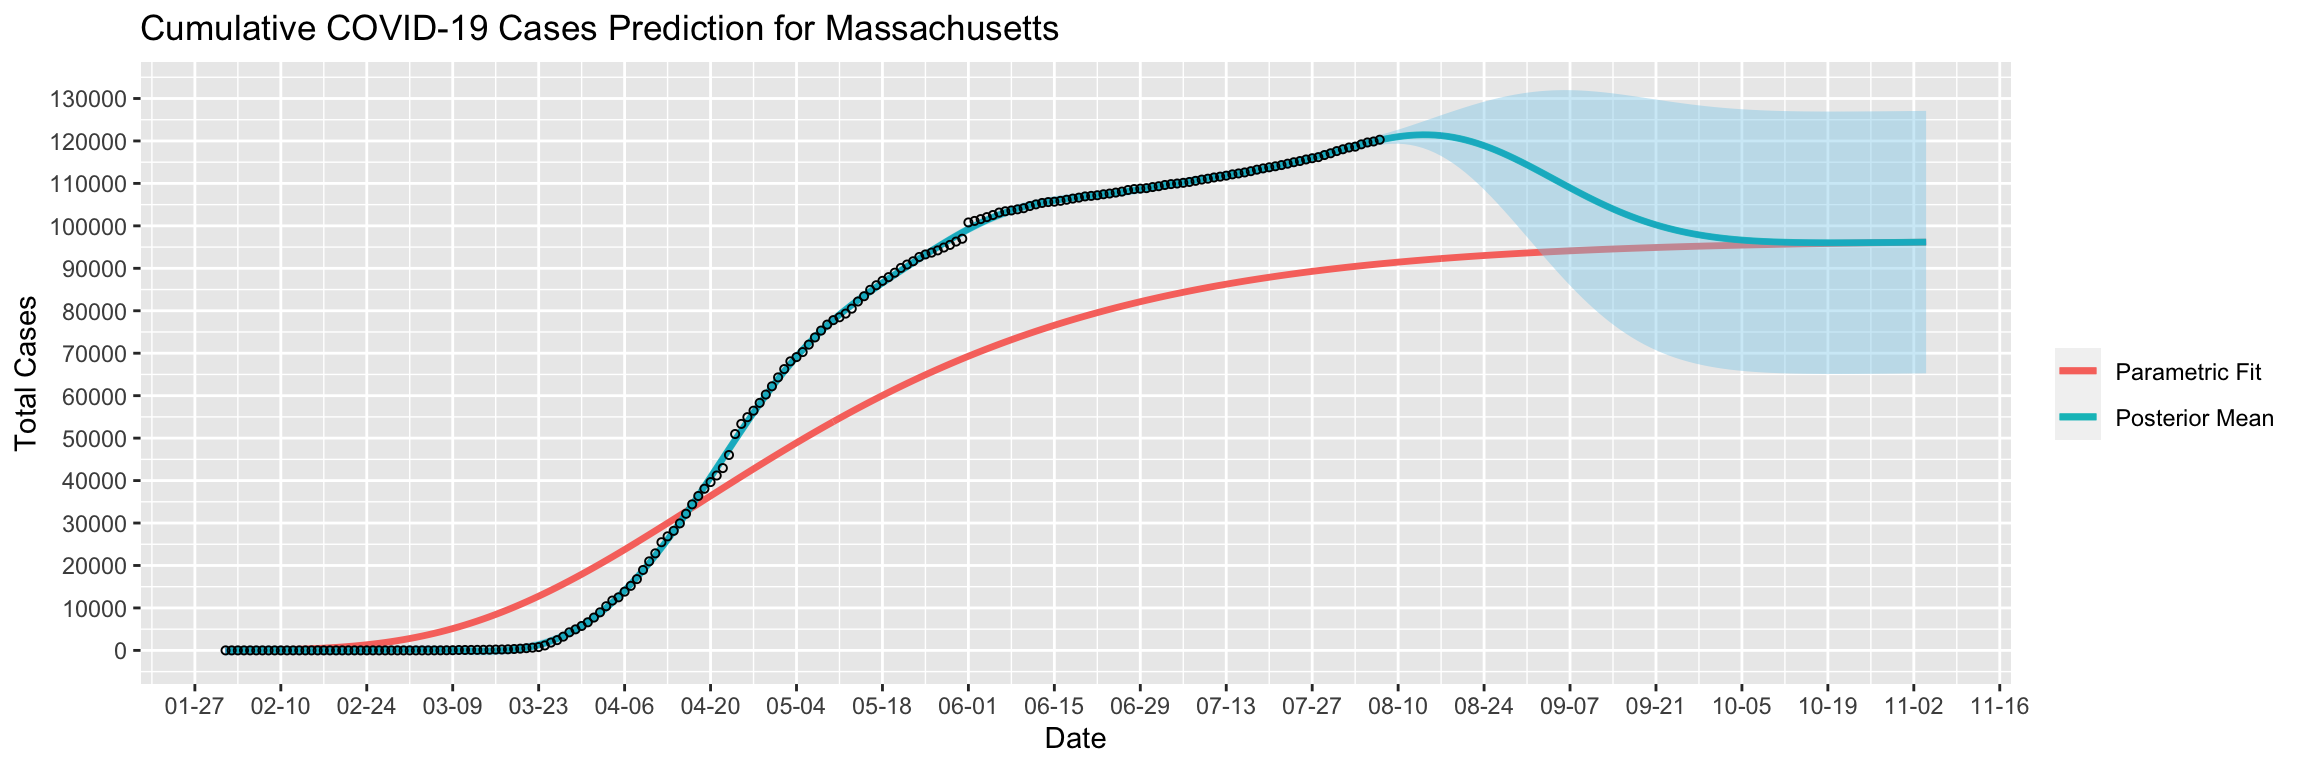 Cumulative COVID-19 Cases Prediction for Massachusetts
130000
120000
110000
100000
90000
80000
70000
60000
50000
40000
30000
20000
10000
0
Total Cases
01-27 02-10 02-24 03-09 03-23 04-06 04-20 05-04 05-18 06-01 06-15 06-29 07-13 07-27 08-10 08-24 09-07 09-21 10-05 10-19 11-02 11-16
Date
Parametric Fit
Posterior Mean